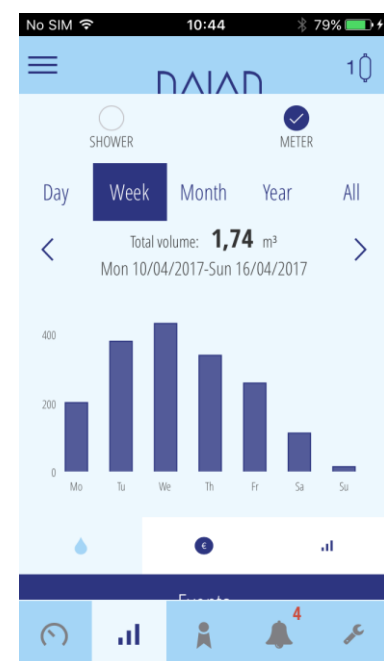 No SIM 10:44 79%
1
SHOWER METER
Day Week Month Year All
Total volume: 1,74 m³
Mon 10/04/2017-Sun 16/04/2017
400
200
0
Mo Tu We Th Fr Sa Su
€
4